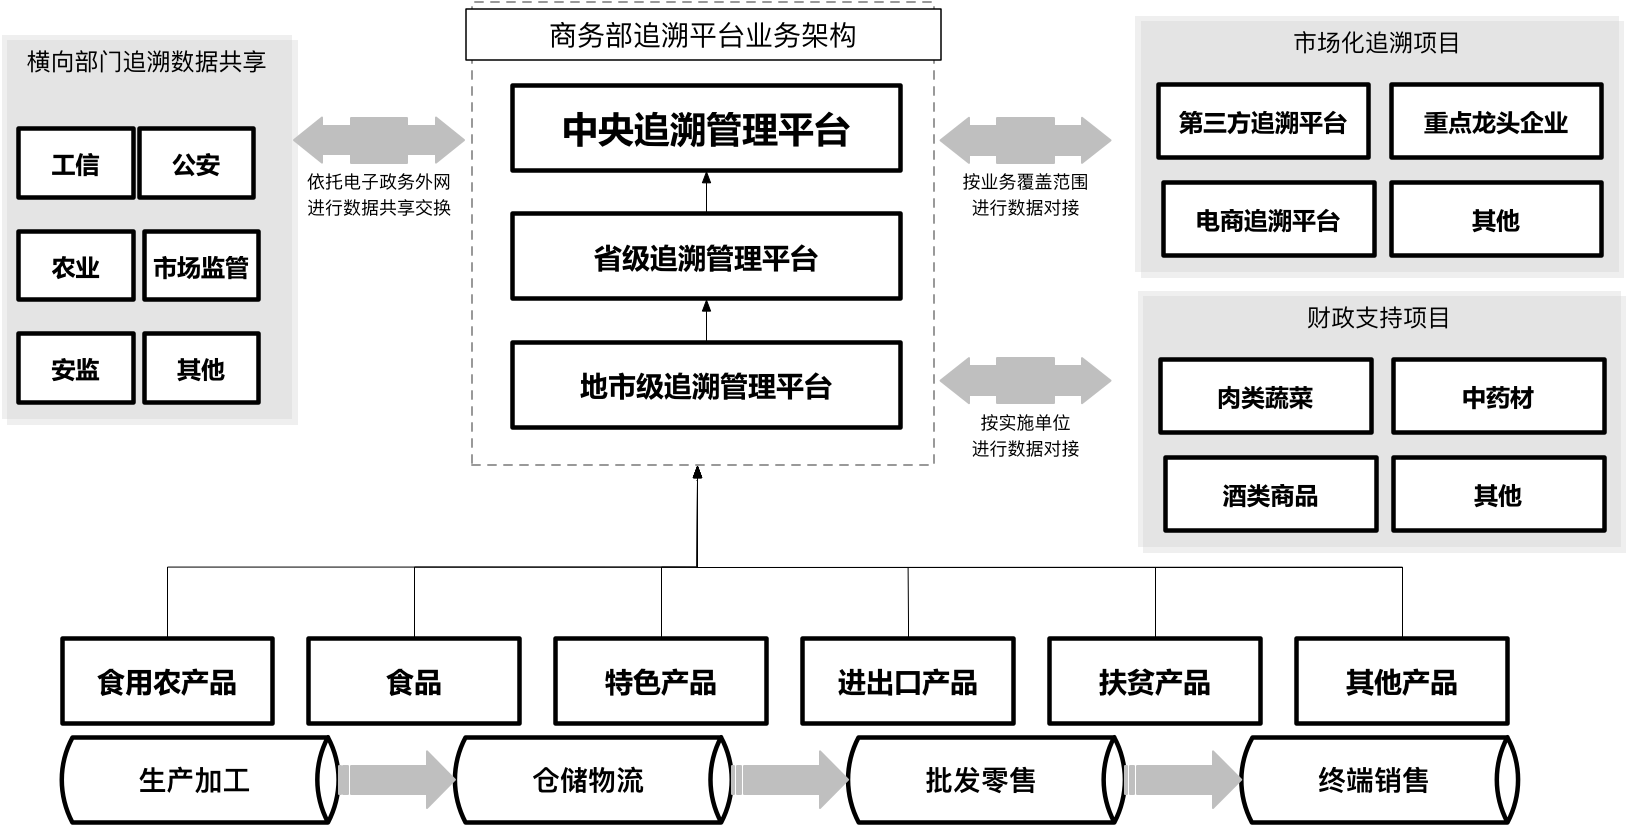 商务部追溯平台业务架构
横向部门追溯数据共享
工信
公安
农业
市场监管
安监
其他
依托电子政务外网
进行数据共享交换
中央追溯管理平台
省级追溯管理平台
地市级追溯管理平台
按业务覆盖范围
进行数据对接
按实施单位
进行数据对接
市场化追溯项目
第三方追溯平台
重点龙头企业
电商追溯平台
其他
财政支持项目
肉类蔬菜
中药材
酒类商品
其他
食用农产品
食品
特色产品
进出口产品
扶贫产品
其他产品
生产加工
仓储物流
批发零售
终端销售